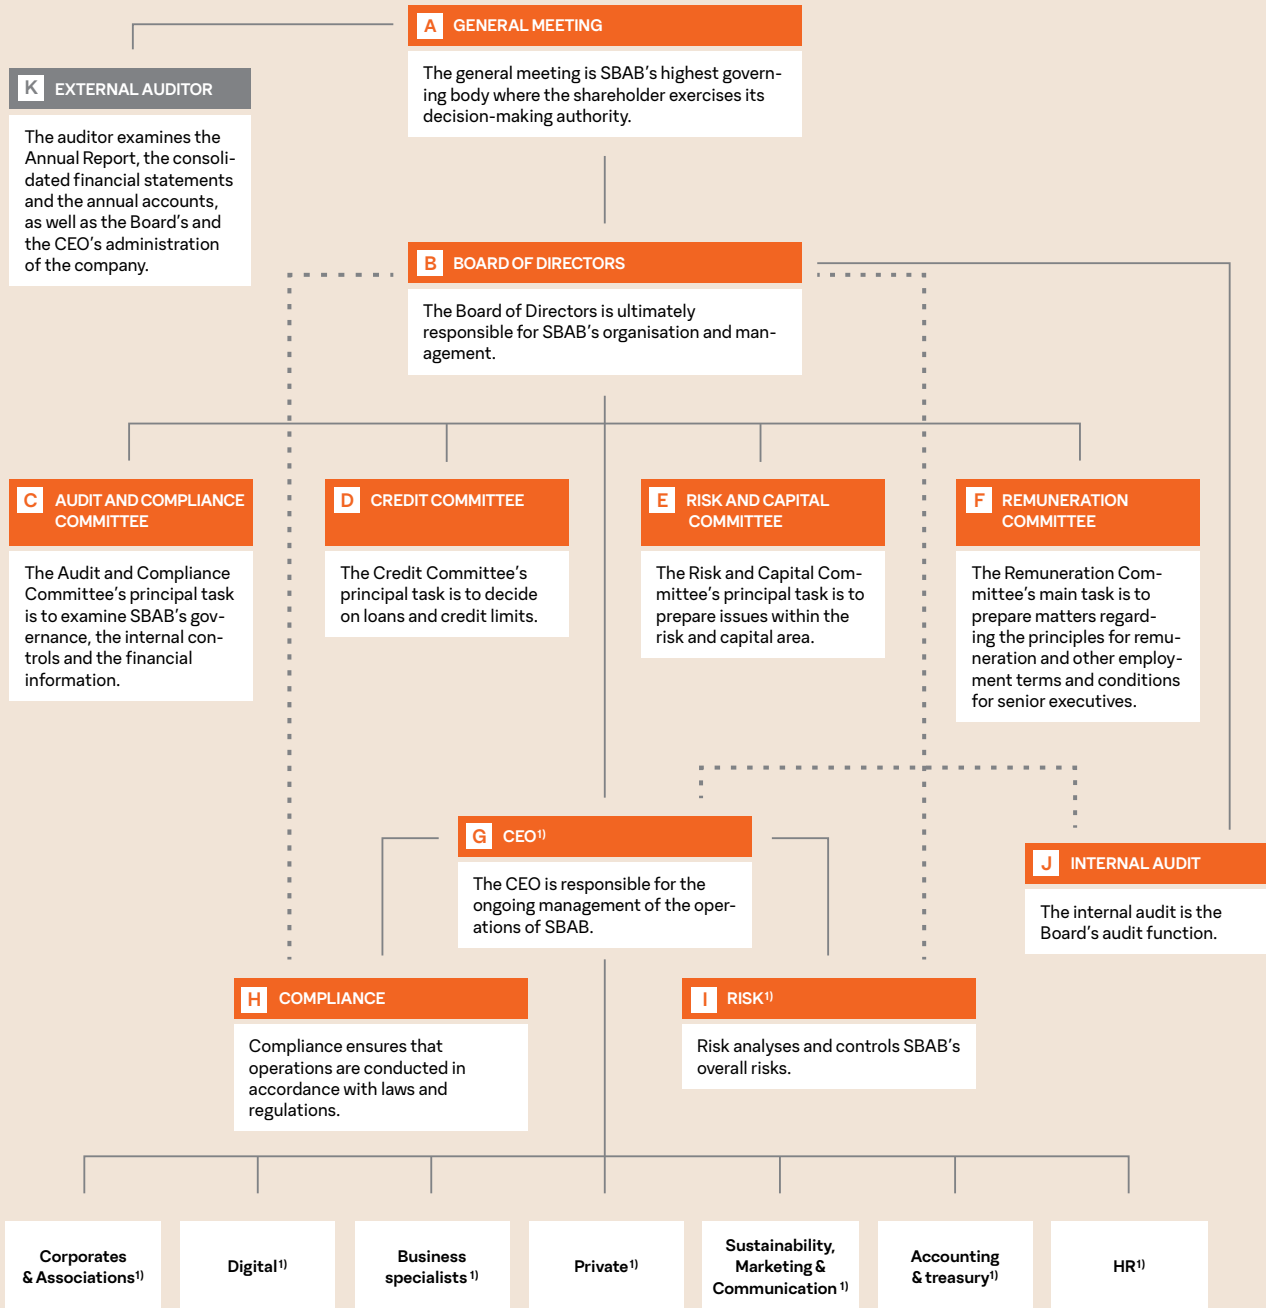 A GENERAL MEETING
The general meeting is SBAB's highest govern-
ing body where the shareholder exercises its
decision-making authority.
K EXTERNAL AUDITOR
The auditor examines the
Annual Report, the consoli-
dated financial statements
and the annual accounts,
as well as the Board's and
the CEO's administration
of the company.
B BOARD OF DIRECTORS
The Board of Directors is ultimately
responsible for SBAB's organisation and man-
agement.
C AUDIT AND COMPLIANCE
COMMITTEE
The Audit and Compliance
Committee's principal task
is to examine SBAB's gov-
ernance, the internal con-
trols and the financial
information.
D CREDIT COMMITTEE
The Credit Committee's
principal task is to decide
on loans and credit limits.
E RISK AND CAPITAL
COMMITTEE
The Risk and Capital Com-
mittee's principal task is to
prepare issues within the
risk and capital area.
F REMUNERATION
COMMITTEE
The Remuneration Com-
mittee's main task is to
prepare matters regard-
ing the principles for remu-
neration and other employ-
ment terms and conditions
for senior executives.
G CEO1)
The CEO is responsible for the
ongoing management of the oper-
ations of SBAB.
J INTERNAL AUDIT
The internal audit is the
Board's audit function.
H COMPLIANCE
Compliance ensures that
operations are conducted in
accordance with laws and
regulations.
I RISK1)
Risk analyses and controls SBAB's
overall risks.
Corporates
& Associations1)
Digital1)
Business
specialists 1)
Private1)
Sustainability,
Marketing &
Communication 1)
Accounting
& treasury1)
HR1)